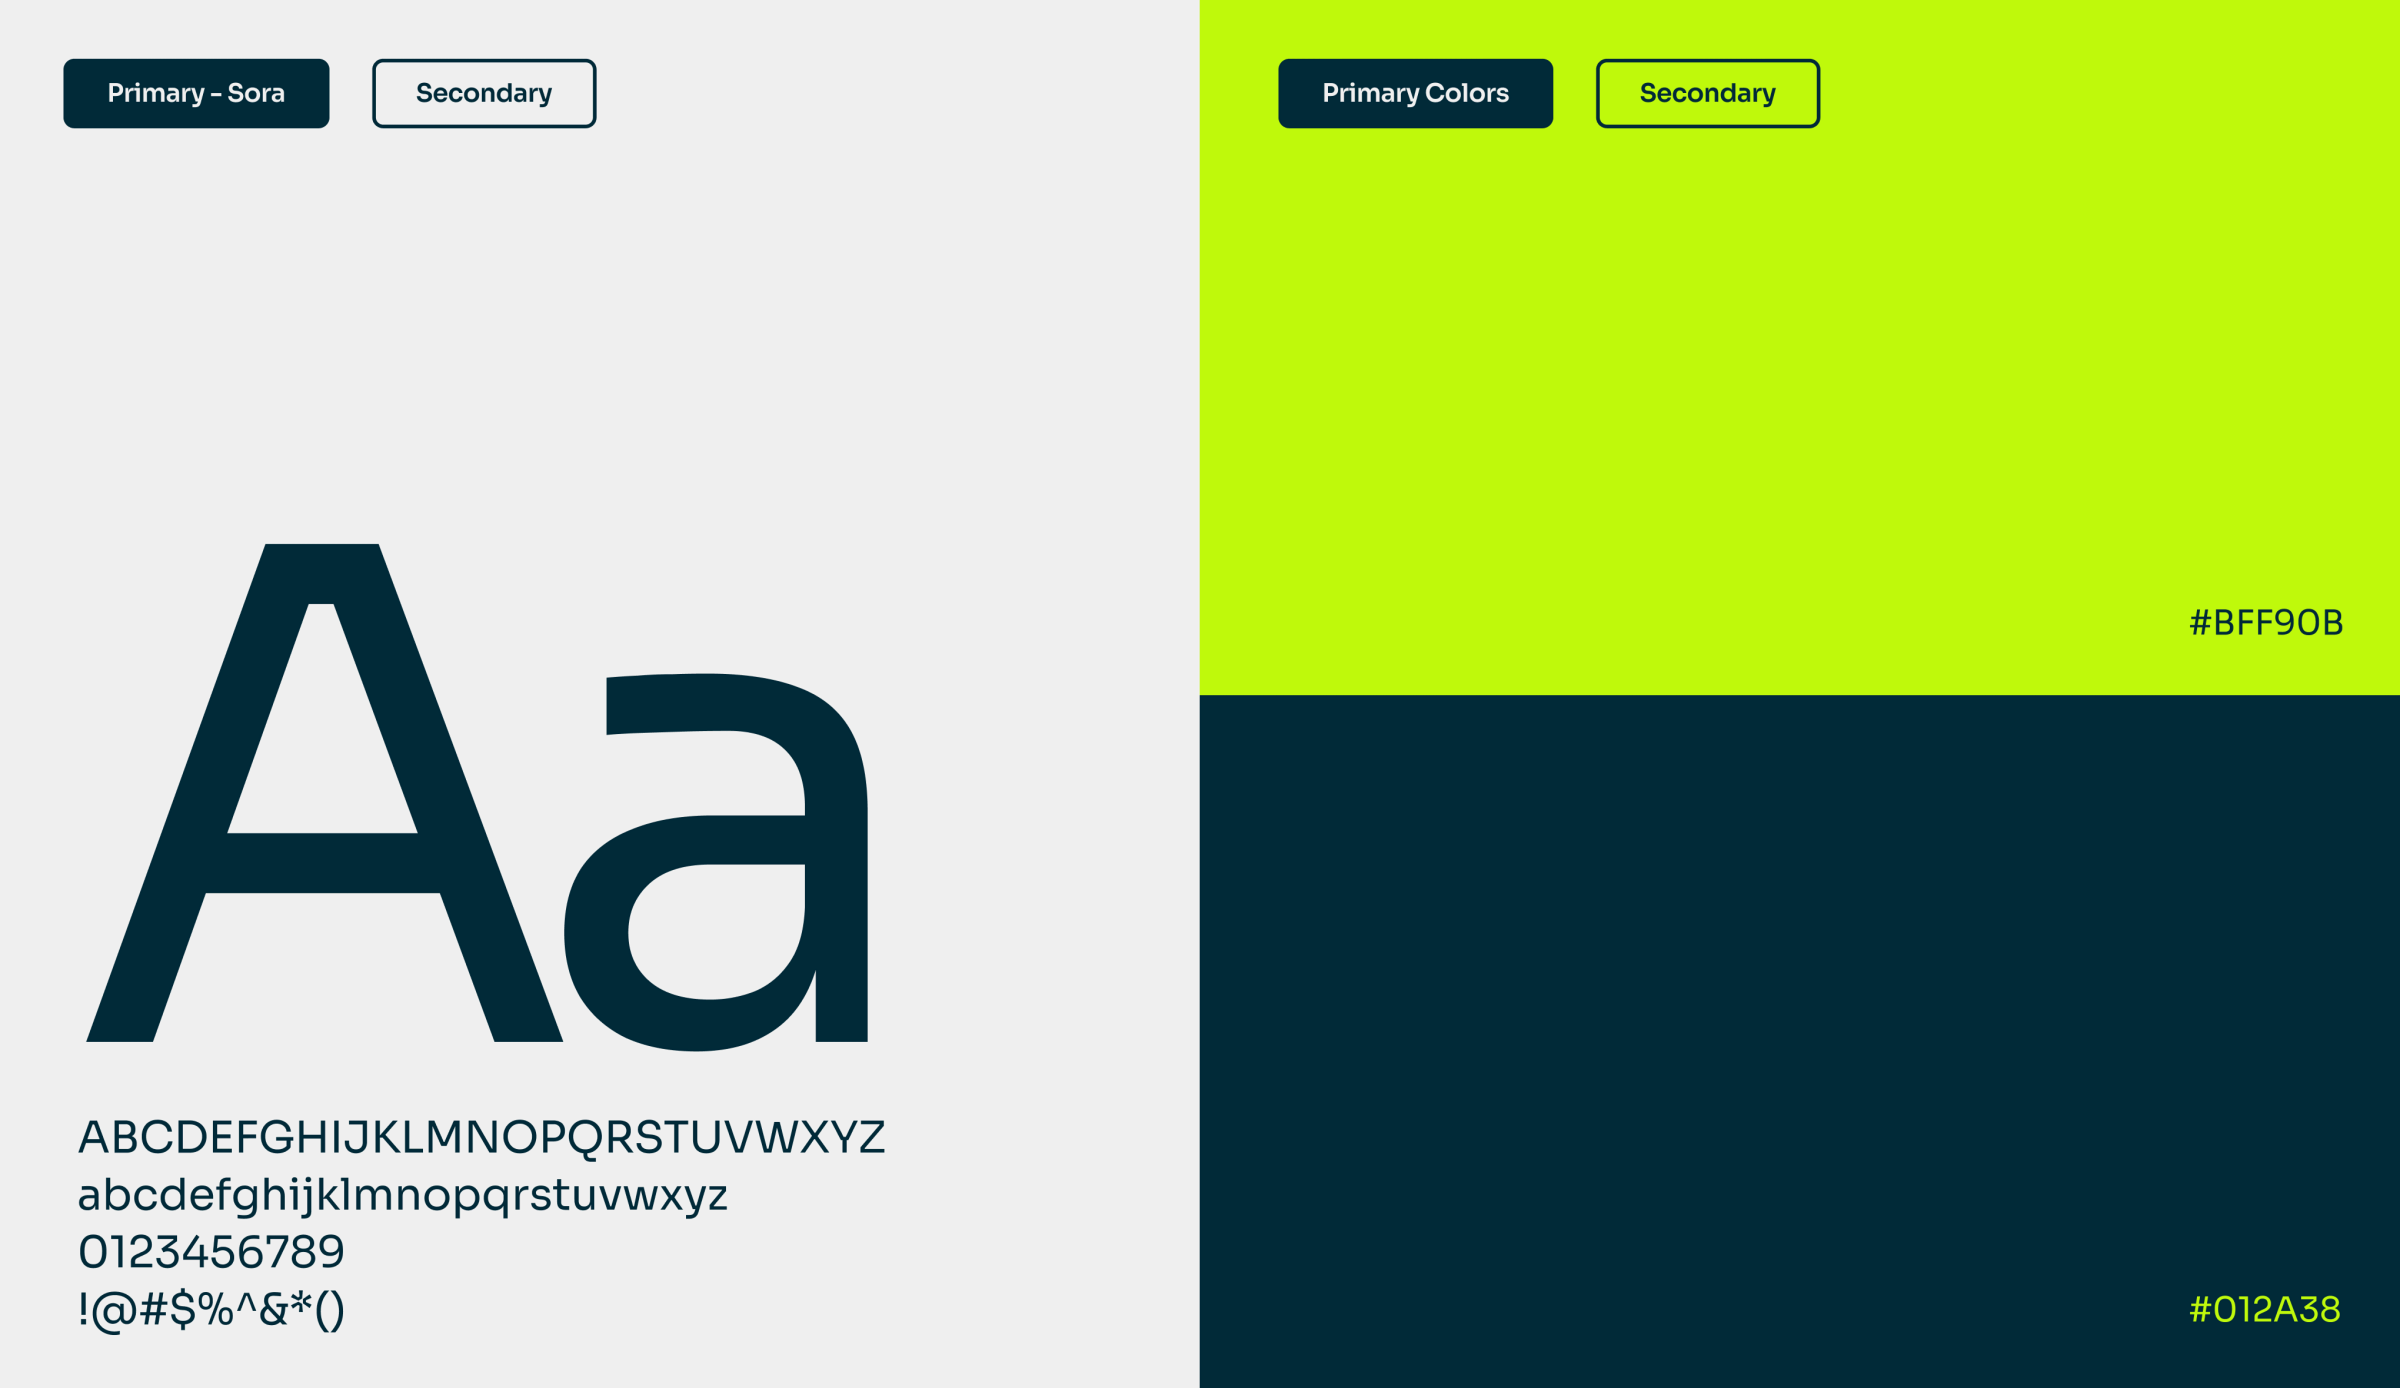 Primary - Sora
Secondary
Aa
ABCDEFGHIJKLMNOPQRSTUVWXYZ
abcdefghijklmnopqrstuvwxyz
0123456789
!@#$%^&*()
Primary Colors
Secondary
#BFF90B
#012A38